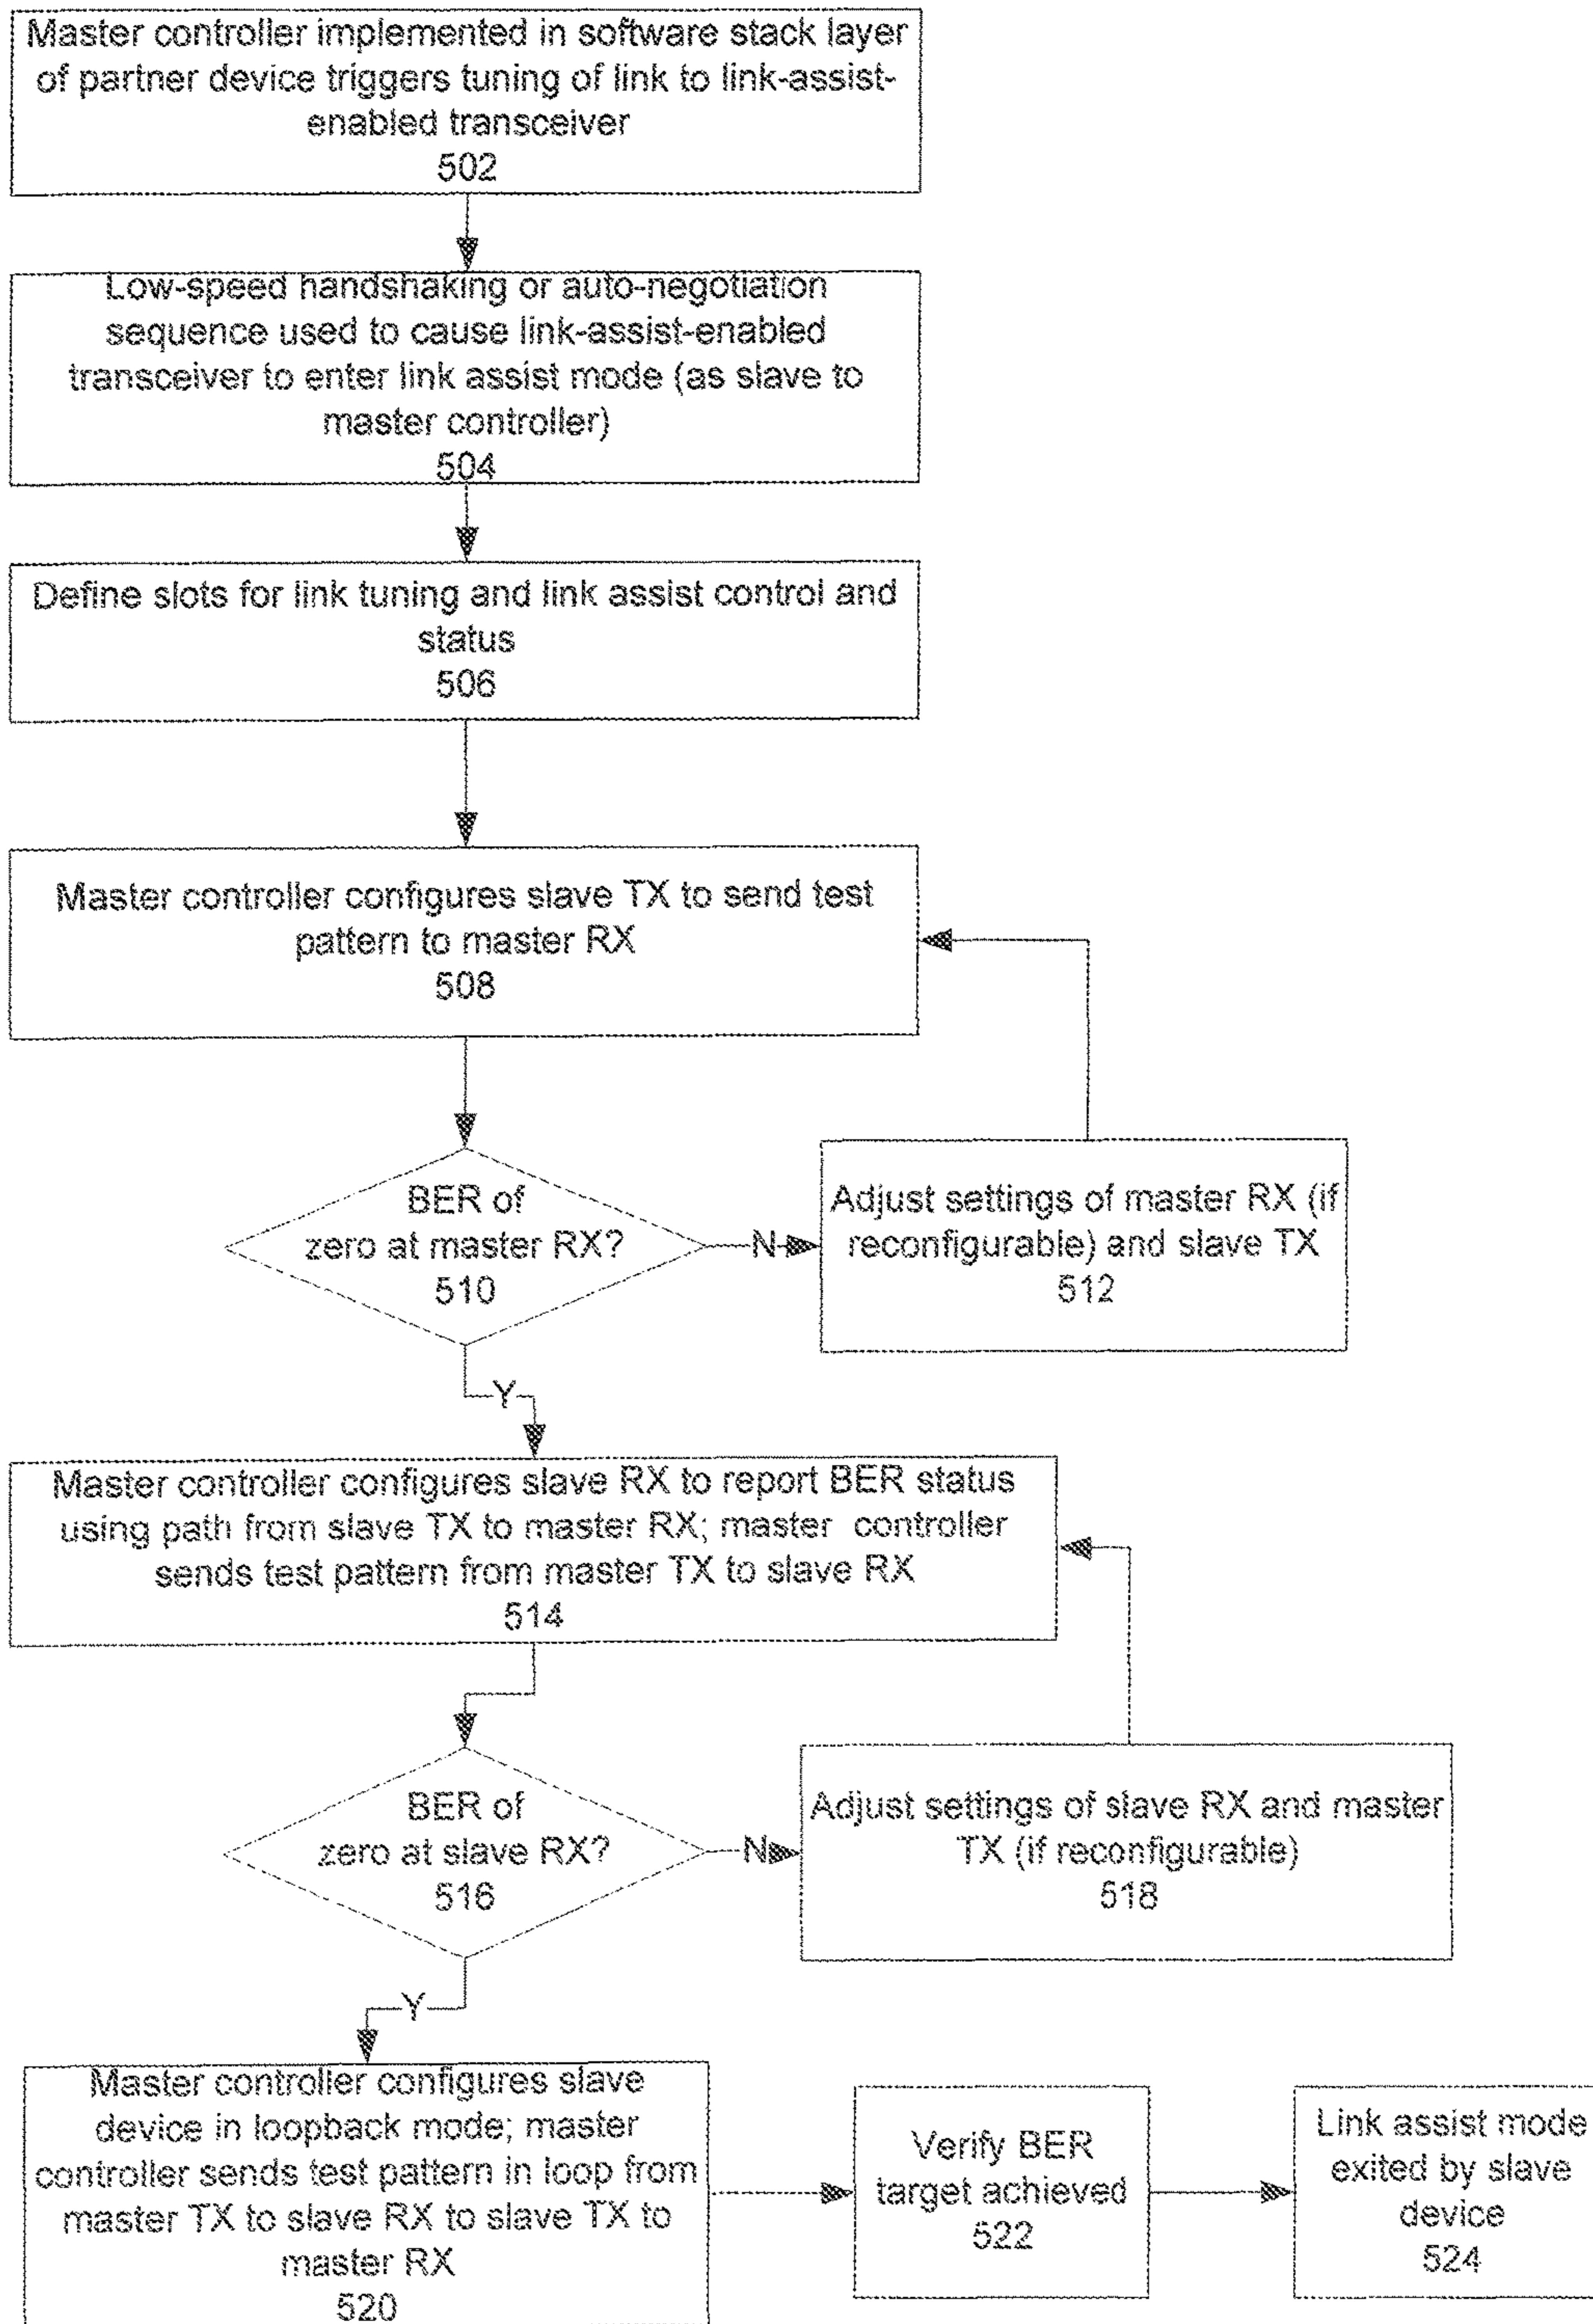 Master controller implemented in software stack layer
of partner device triggers tuning of link to link-assist-
enabled transceiver
502
Low-speed handshaking or auto-negotiation
sequence used to cause link-assist-enabled
transceiver to enter link assist mode (as slave to
master controller)
504
Define slots for link tuning and link assist control and
status
506
Master controller configures slave TX to send test
pattern to master RX
508
BER of
zero at master RX?
510
N
Adjust settings of master RX (if
reconfigurable) and slave TX
512
Y
Master controller configures slave RX to report BER status
using path from slave TX to master RX; master controller
sends test pattern from master TX to slave RX
514
BER of
zero at slave RX?
516
N
Adjust settings of slave RX and master
TX (if reconfigurable)
518
Y
Master controller configures slave
device in loopback mode; master
controller sends test pattern in loop from
master TX to slave RX to slave TX to
master RX
520
Verify BER
target achieved
522
Link assist mode
exited by slave
device
524